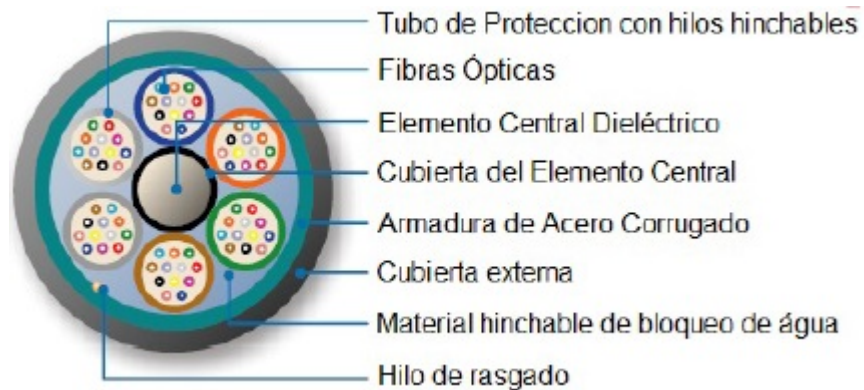 Tubo de Proteccion con hilos hinchables
Fibras Ópticas
Elemento Central Dieléctrico
Cubierta del Elemento Central
Armadura de Acero Corrugado
Cubierta externa
Material hinchable de bloqueo de água
Hilo de rasgado